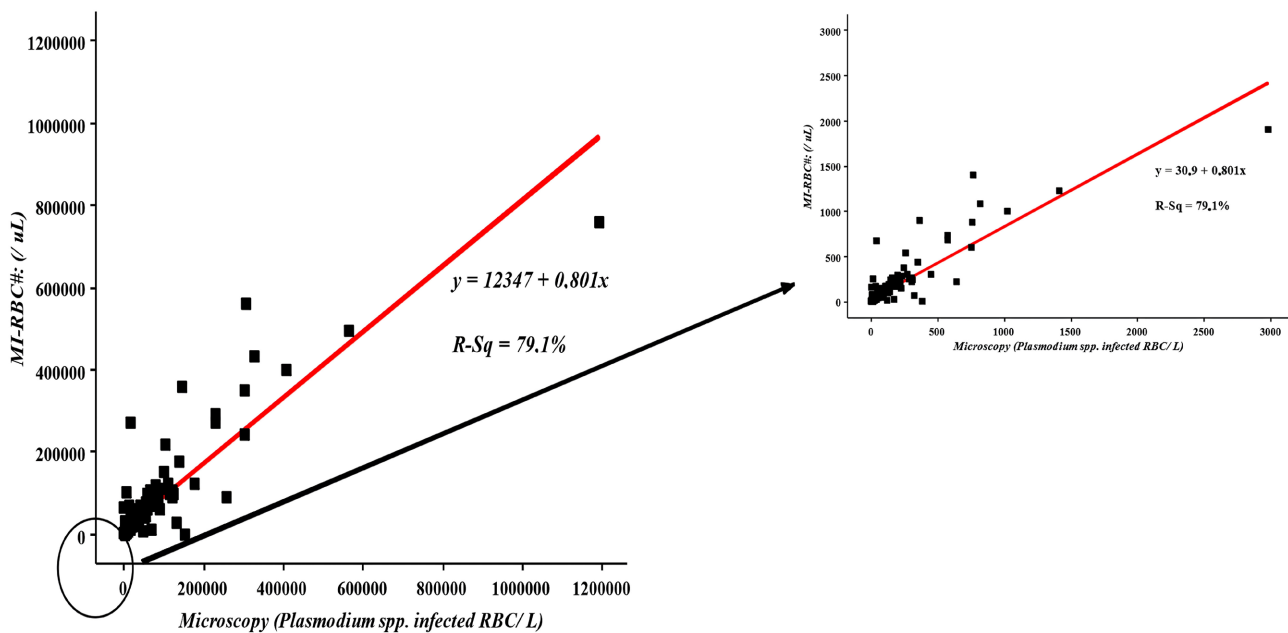 1200000
1000000
800000
600000
400000
200000
0
MI-RBC#: (/ uL)
y = 12347 + 0.801x
R-Sq = 79.1%
0 200000 400000 600000 800000 1000000 1200000
Microscopy (Plasmodium spp. infected RBC/ L)
3000
2500
2000
1500
1000
500
0
MI-RBC#: (/ uL)
y = 30.9 + 0.801x
R-Sq = 79.1%
0 500 1000 1500 2000 2500 3000
Microscopy (Plasmodium spp. infected RBC/ L)